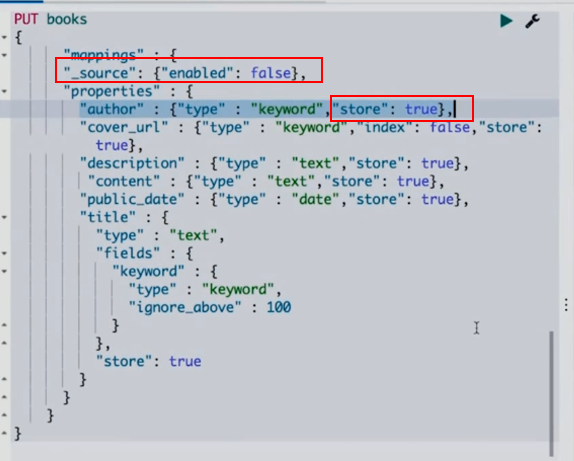 PUT books
{
"mappings" : {
"_source": {"enabled": false},
"properties" : {
"author" : {"type" : "keyword","store": true},
"cover_url" : {"type" : "keyword","index": false,"store":
true},
"description" : {"type" : "text","store": true},
"content" : {"type" : "text","store": true},
"public_date" : {"type" : "date","store": true},
"title" : {
"type" : "text",
"fields" : {
"keyword" : {
"type" : "keyword",
"ignore_above" : 100
}
},
"store": true
}
}
}
}